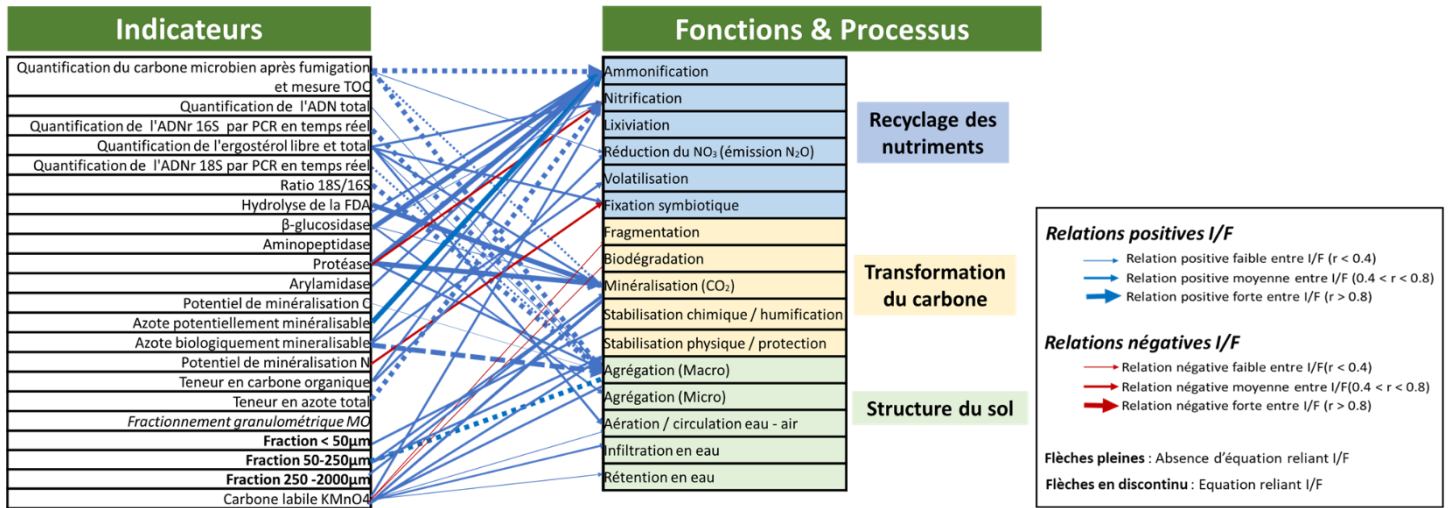 Indicateurs
Quantification du carbone microbien après fumigation
et mesure TOC
Quantification de l'ADN total
Quantification de l'ADNr 16S par PCR en temps réel
Quantification de l'ergostérol libre et total
Quantification de l'ADNr 18S par PCR en temps réel
Ratio 18S/16S
Hydrolyse de la FDA
β-glucosidase
Aminopeptidase
Protéase
Arylamidase
Potentiel de minéralisation C
Azote potentiellement minéralisable
Azote biologiquement mineralisable
Potentiel de minéralisation N
Teneur en carbone organique
Teneur en azote total
Fractionnement granulométrique MO
Fraction < 50µm
Fraction 50-250µm
Fraction 250 -2000µm
Carbone labile KMnO4
Fonctions & Processus
Ammonification
Nitrification
Lixiviation
Réduction du NO₃ (émission N₂O)
Volatilisation
Fixation symbiotique
Fragmentation
Biodégradation
Minéralisation (CO₂)
Stabilisation chimique / humification
Stabilisation physique / protection
Agrégation (Macro)
Agrégation (Micro)
Aération / circulation eau - air
Infiltration en eau
Rétention en eau
Recyclage des
nutriments
Transformation
du carbone
Structure du sol
Relations positives I/F
Relation positive faible entre I/F (r < 0.4)
Relation positive moyenne entre I/F (0.4 < r < 0.8)
Relation positive forte entre I/F (r > 0.8)
Relations négatives I/F
Relation négative faible entre I/F(r < 0.4)
Relation négative moyenne entre I/F(0.4 < r < 0.8)
Relation négative forte entre I/F (r > 0.8)
Flèches pleines : Absence d'équation reliant I/F
Flèches en discontinu : Equation reliant I/F